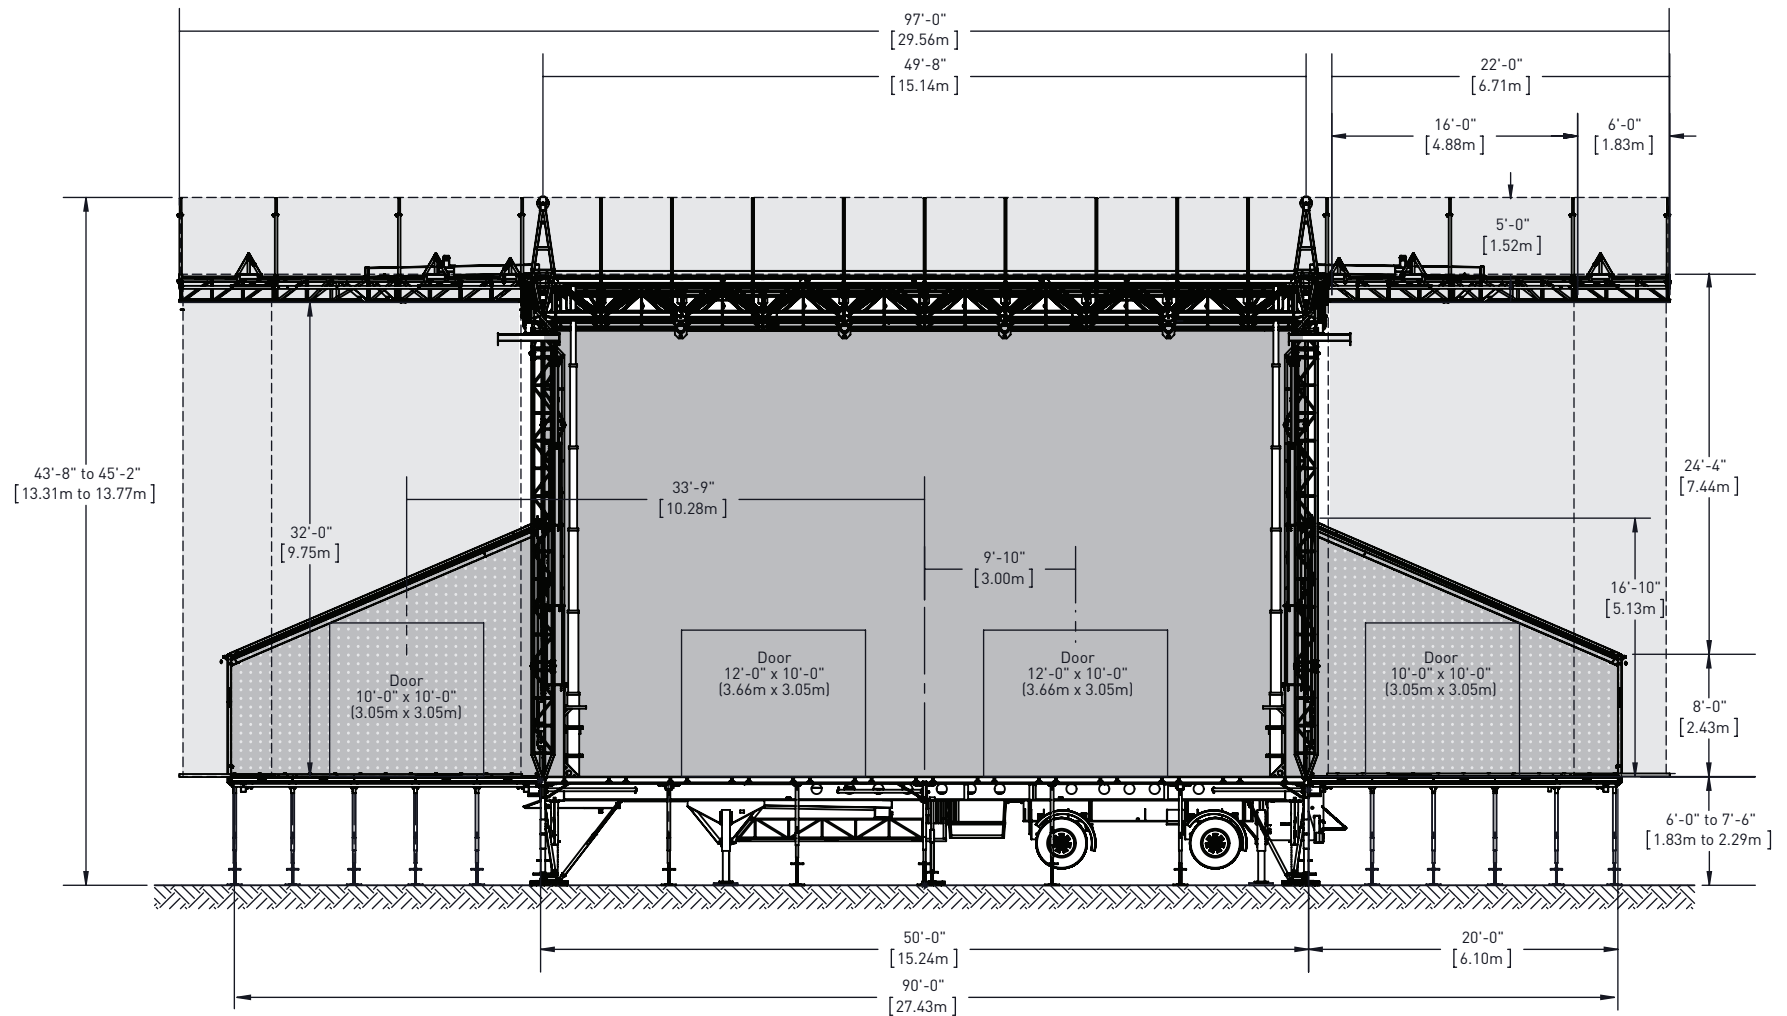 97'-0"
[29.56m]
49'-8"
[15.14m]
22'-0"
[6.71m]
16'-0"
[4.88m]
6'-0"
[1.83m]
5'-0"
[1.52m]
43'-8" to 45'-2"
[13.31m to 13.77m]
33'-9"
[10.28m]
24'-4"
[7.44m]
32'-0"
[9.75m]
9'-10"
[3.00m]
16'-10"
[5.13m]
Door
10'-0" x 10'-0"
(3.05m x 3.05m)
Door
12'-0" x 10'-0"
(3.66m x 3.05m)
Door
12'-0" x 10'-0"
(3.66m x 3.05m)
Door
10'-0" x 10'-0"
(3.05m x 3.05m)
8'-0"
[2.43m]
6'-0" to 7'-6"
[1.83m to 2.29m]
50'-0"
[15.24m]
20'-0"
[6.10m]
90'-0"
[27.43m]